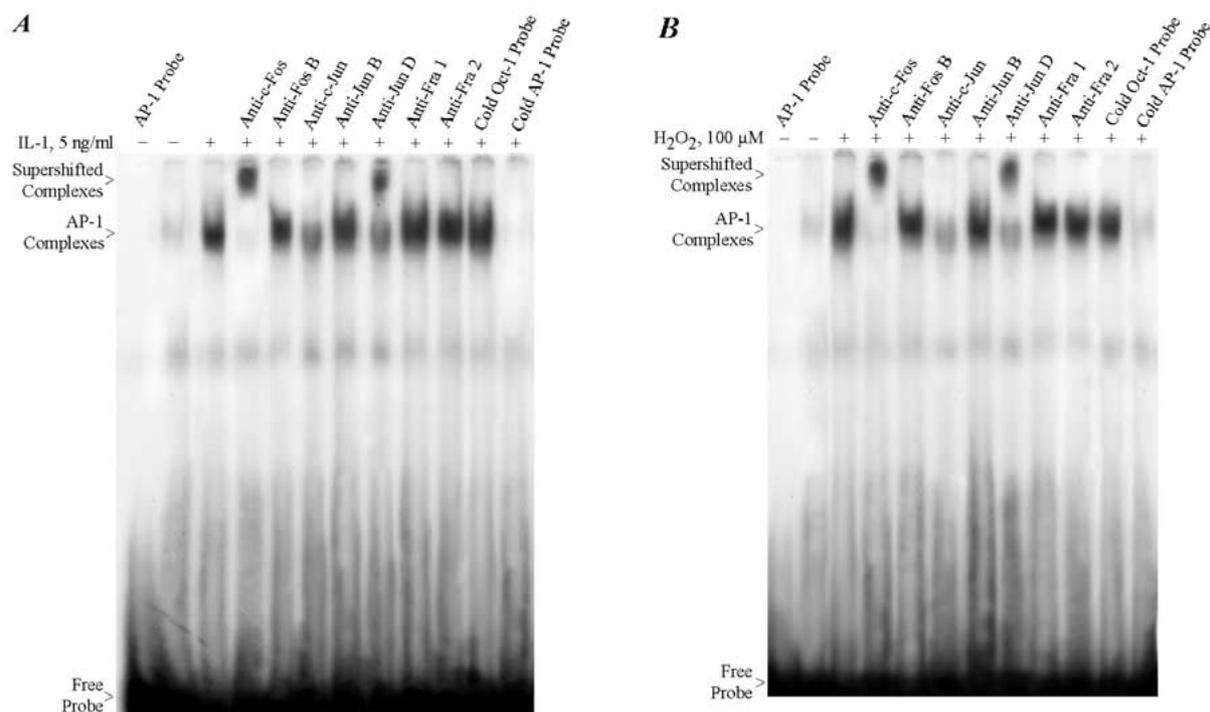 A
AP-1 Probe
Anti-c-Fos
Anti-Fos B
Anti-c-Jun
Anti-Jun B
Anti-Jun D
Anti-Fra 1
Anti-Fra 2
Cold Oct-1 Probe
Cold AP-1 Probe
IL-1, 5 ng/ml − − + + + + + + + + + +
Supershifted
Complexes >
AP-1
Complexes >
Free
Probe >
B
AP-1 Probe
Anti-c-Fos
Anti-Fos B
Anti-c-Jun
Anti-Jun B
Anti-Jun D
Anti-Fra 1
Anti-Fra 2
Cold Oct-1 Probe
Cold AP-1 Probe
H₂O₂, 100 µM − − + + + + + + + + + +
Supershifted
Complexes >
AP-1
Complexes >
Free
Probe >